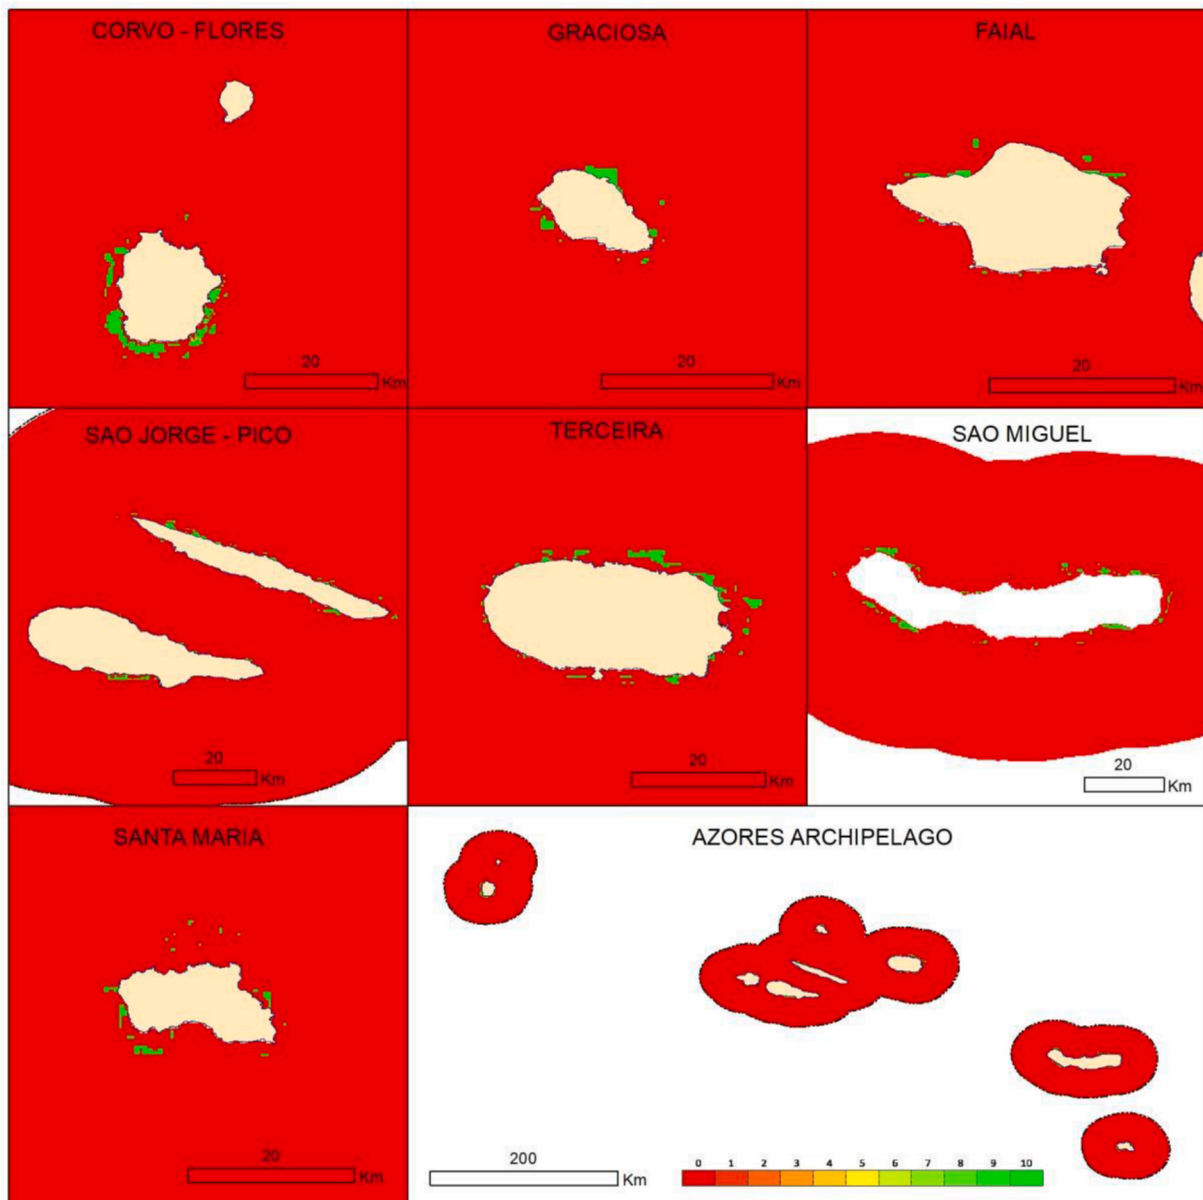 CORVO - FLORES
20
Km
GRACIOSA
20
Km
FAIAL
20
Km
SAO JORGE - PICO
20
Km
TERCEIRA
20
Km
SAO MIGUEL
20
Km
SANTA MARIA
20
Km
AZORES ARCHIPELAGO
200
Km
0 1 2 3 4 5 6 7 8 9 10